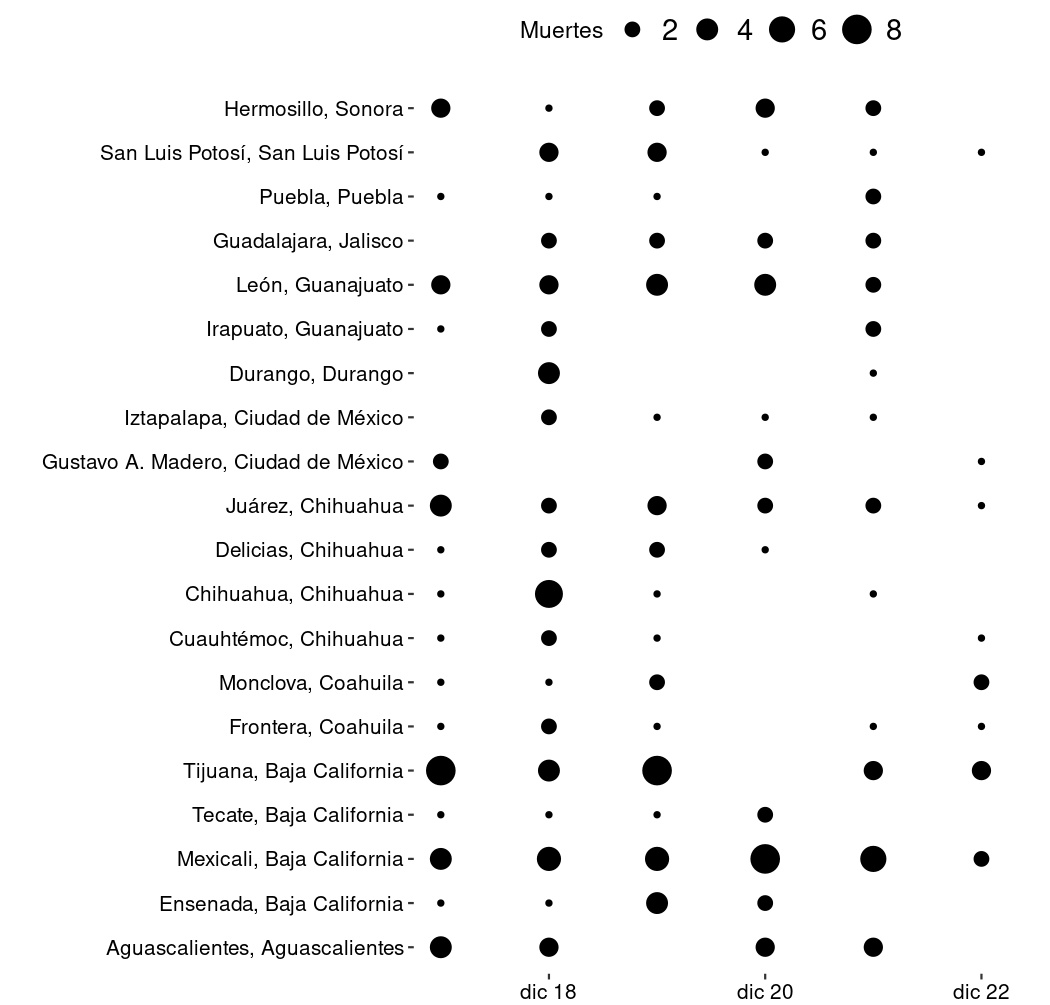 Muertes 2 4 6 8
Hermosillo, Sonora
San Luis Potosí, San Luis Potosí
Puebla, Puebla
Guadalajara, Jalisco
León, Guanajuato
Irapuato, Guanajuato
Durango, Durango
Iztapalapa, Ciudad de México
Gustavo A. Madero, Ciudad de México
Juárez, Chihuahua
Delicias, Chihuahua
Chihuahua, Chihuahua
Cuauhtémoc, Chihuahua
Monclova, Coahuila
Frontera, Coahuila
Tijuana, Baja California
Tecate, Baja California
Mexicali, Baja California
Ensenada, Baja California
Aguascalientes, Aguascalientes
dic 18 dic 20 dic 22